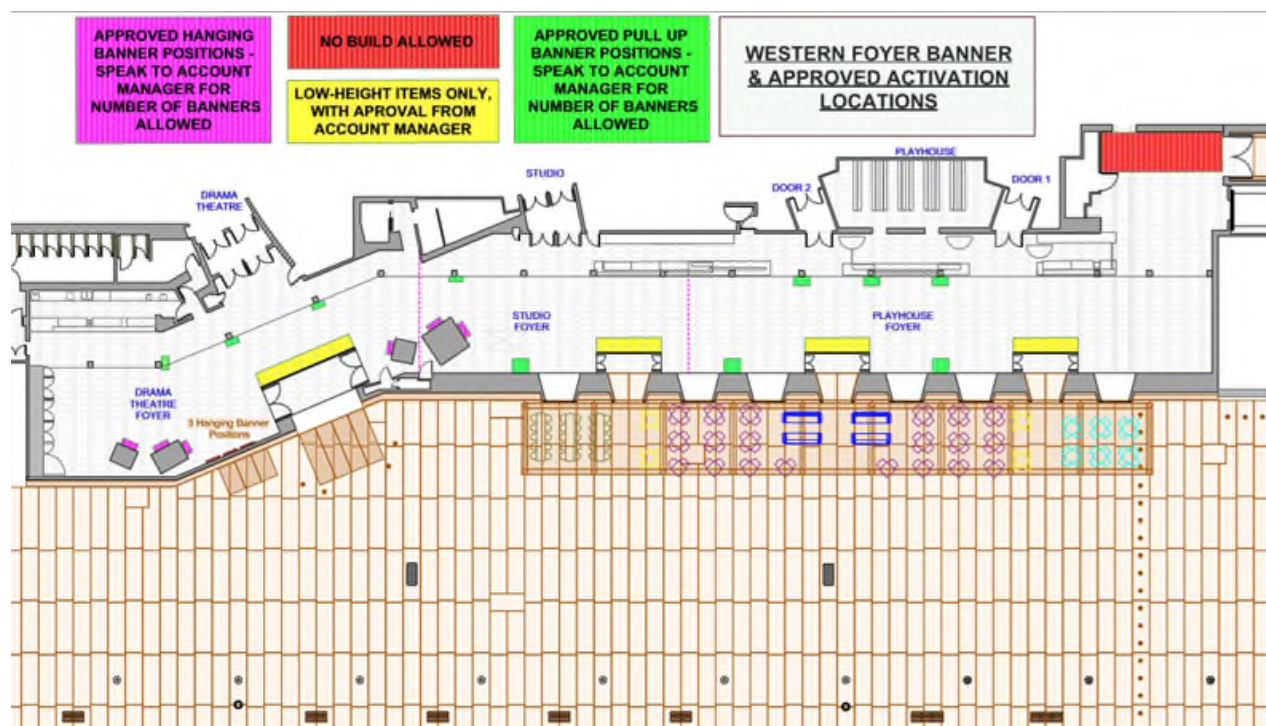 APPROVED HANGING
BANNER POSITIONS -
SPEAK TO ACCOUNT
MANAGER FOR
NUMBER OF BANNERS
ALLOWED
NO BUILD ALLOWED
LOW-HEIGHT ITEMS ONLY,
WITH APROVAL FROM
ACCOUNT MANAGER
APPROVED PULL UP
BANNER POSITIONS -
SPEAK TO ACCOUNT
MANAGER FOR
NUMBER OF BANNERS
ALLOWED
WESTERN FOYER BANNER
& APPROVED ACTIVATION
LOCATIONS
DRAMA
THEATRE
STUDIO
PLAYHOUSE
DOOR 2
DOOR 1
STUDIO
FOYER
PLAYHOUSE
FOYER
DRAMA
THEATRE
FOYER
3 Hanging Banner
Positions